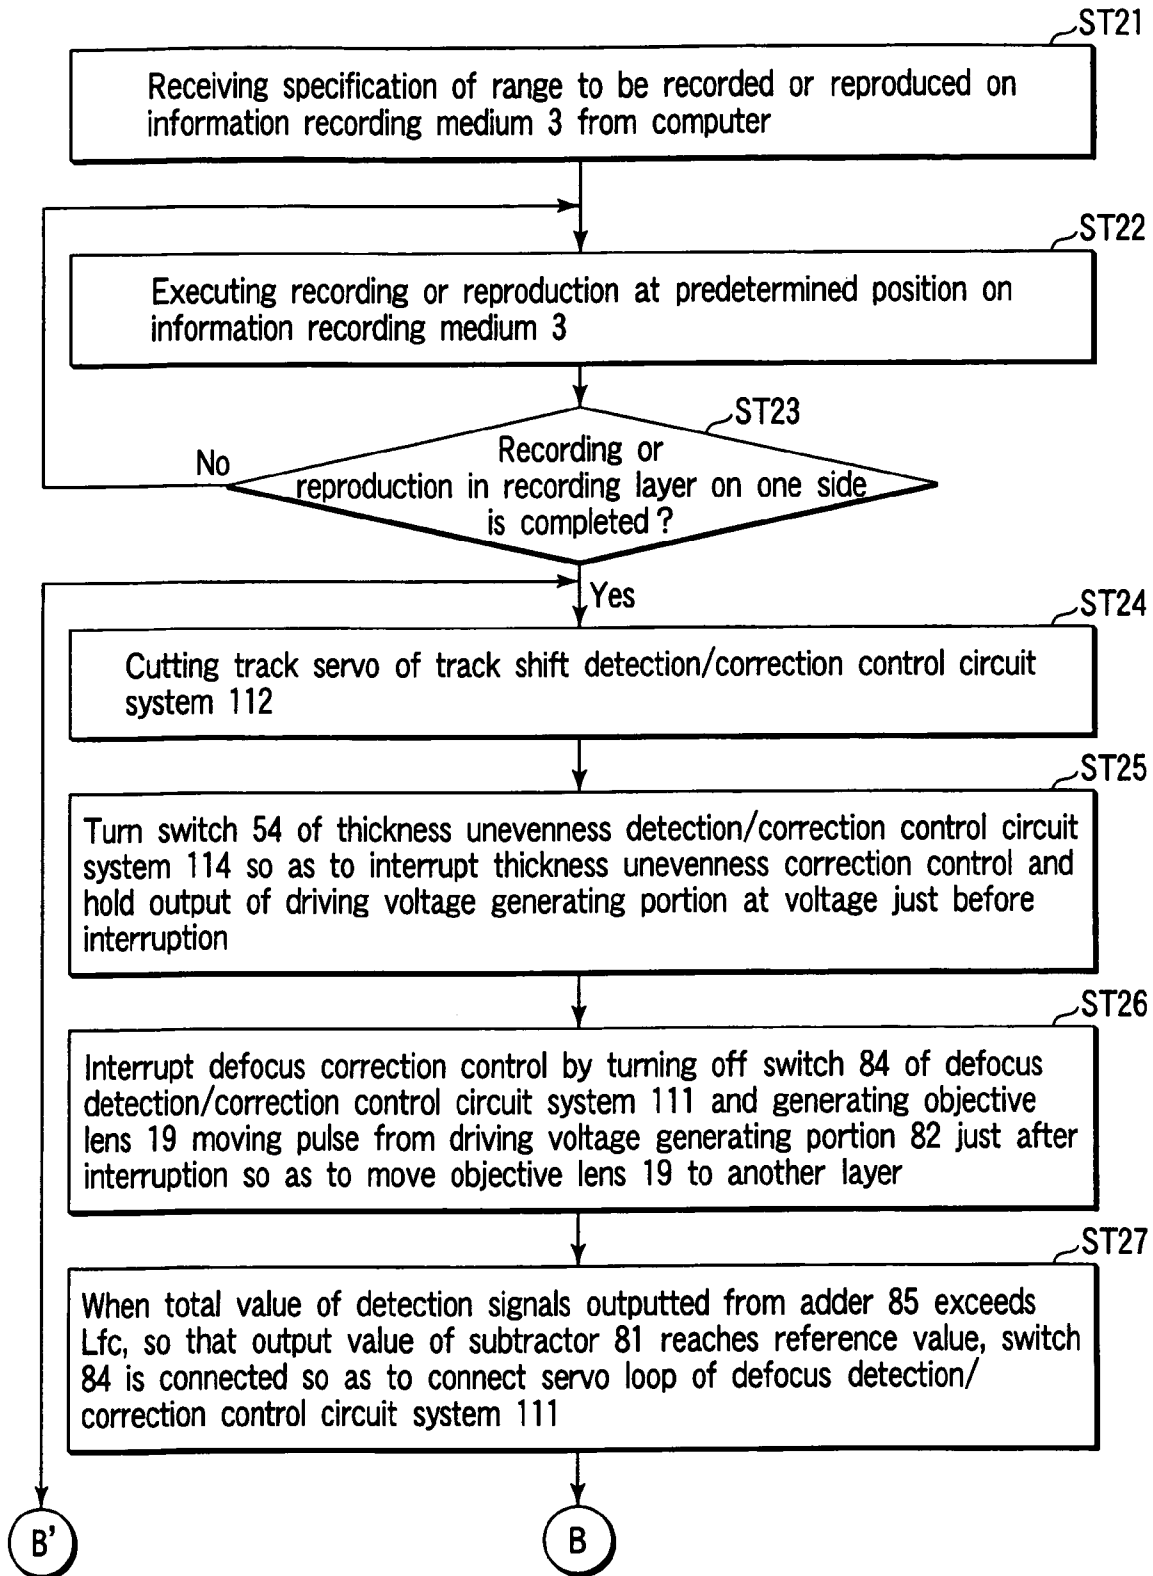 ST21
Receiving specification of range to be recorded or reproduced on
information recording medium 3 from computer
ST22
Executing recording or reproduction at predetermined position on
information recording medium 3
ST23
Recording or
reproduction in recording layer on one side
is completed ?
No
Yes
ST24
Cutting track servo of track shift detection/correction control circuit
system 112
ST25
Turn switch 54 of thickness unevenness detection/correction control circuit
system 114 so as to interrupt thickness unevenness correction control and
hold output of driving voltage generating portion at voltage just before
interruption
ST26
Interrupt defocus correction control by turning off switch 84 of defocus
detection/correction control circuit system 111 and generating objective
lens 19 moving pulse from driving voltage generating portion 82 just after
interruption so as to move objective lens 19 to another layer
ST27
When total value of detection signals outputted from adder 85 exceeds
Lfc, so that output value of subtractor 81 reaches reference value, switch
84 is connected so as to connect servo loop of defocus detection/
correction control circuit system 111
B'
B